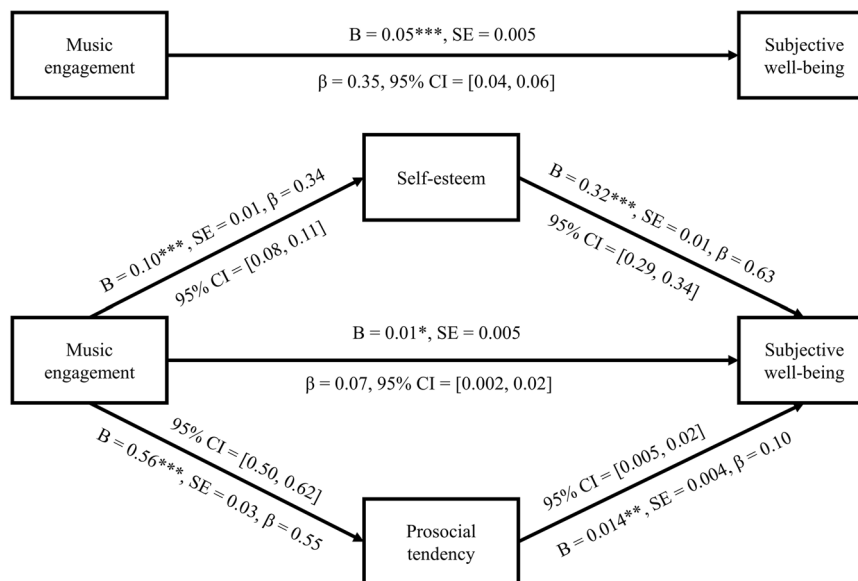 Music
engagement
B = 0.05***, SE = 0.005
β = 0.35, 95% CI = [0.04, 0.06]
Subjective
well-being
Self-esteem
B = 0.10***, SE = 0.01, β = 0.34
95% CI = [0.08, 0.11]
B = 0.32***, SE = 0.01, β = 0.63
95% CI = [0.29, 0.34]
Music
engagement
B = 0.01*, SE = 0.005
β = 0.07, 95% CI = [0.002, 0.02]
Subjective
well-being
95% CI = [0.50, 0.62]
B = 0.56***, SE = 0.03, β = 0.55
Prosocial
tendency
95% CI = [0.005, 0.02]
B = 0.014**, SE = 0.004, β = 0.10